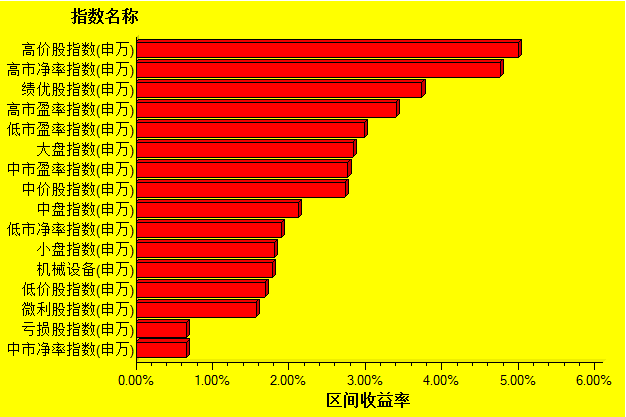 指数名称
高价股指数(申万)
高市净率指数(申万)
绩优股指数(申万)
高市盈率指数(申万)
低市盈率指数(申万)
大盘指数(申万)
中市盈率指数(申万)
中价股指数(申万)
中盘指数(申万)
低市净率指数(申万)
小盘指数(申万)
机械设备(申万)
低价股指数(申万)
微利股指数(申万)
亏损股指数(申万)
中市净率指数(申万)
0.00% 1.00% 2.00% 3.00% 4.00% 5.00% 6.00%
区间收益率